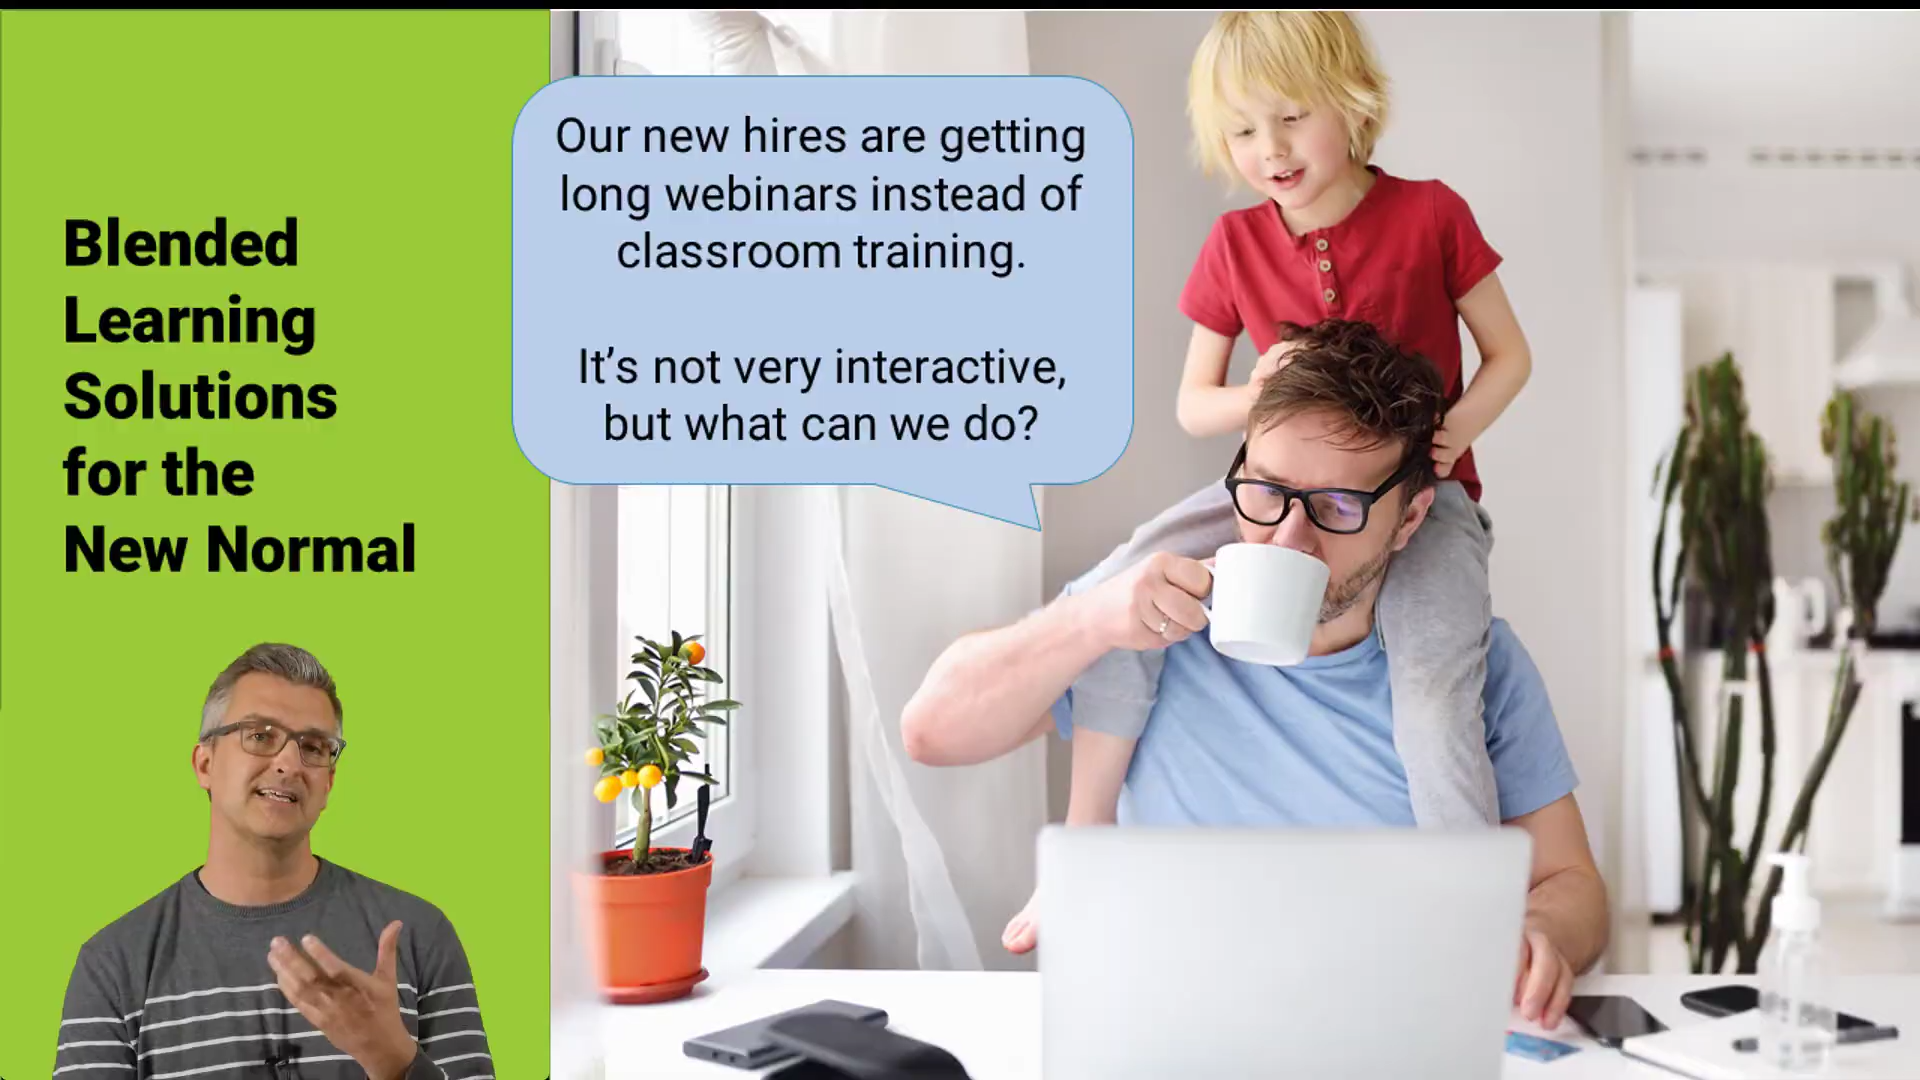 Blended
Learning
Solutions
for the
New Normal
Our new hires are getting
long webinars instead of
classroom training.
It’s not very interactive,
but what can we do?